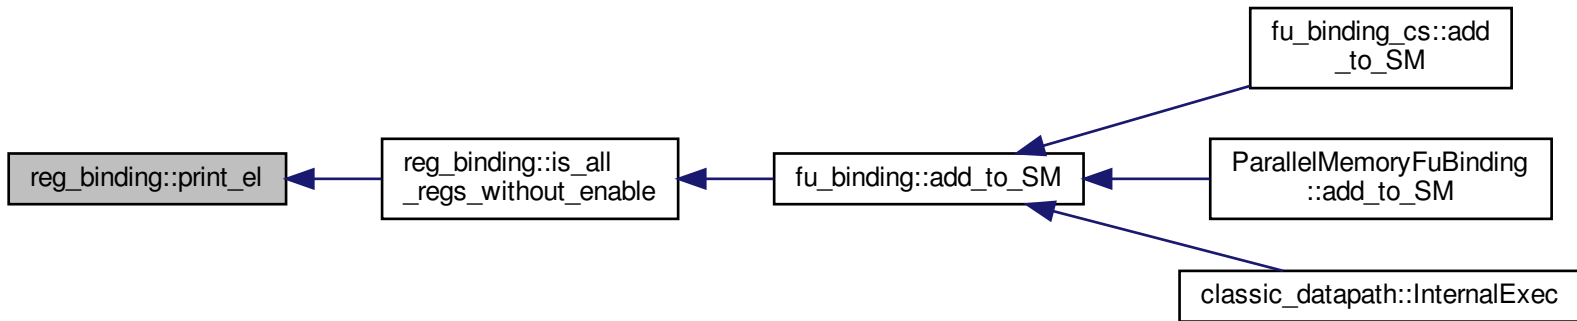 reg_binding::print_el
reg_binding::is_all
_regs_without_enable
fu_binding::add_to_SM
fu_binding_cs::add
_to_SM
ParallelMemoryFuBinding
::add_to_SM
classic_datapath::InternalExec